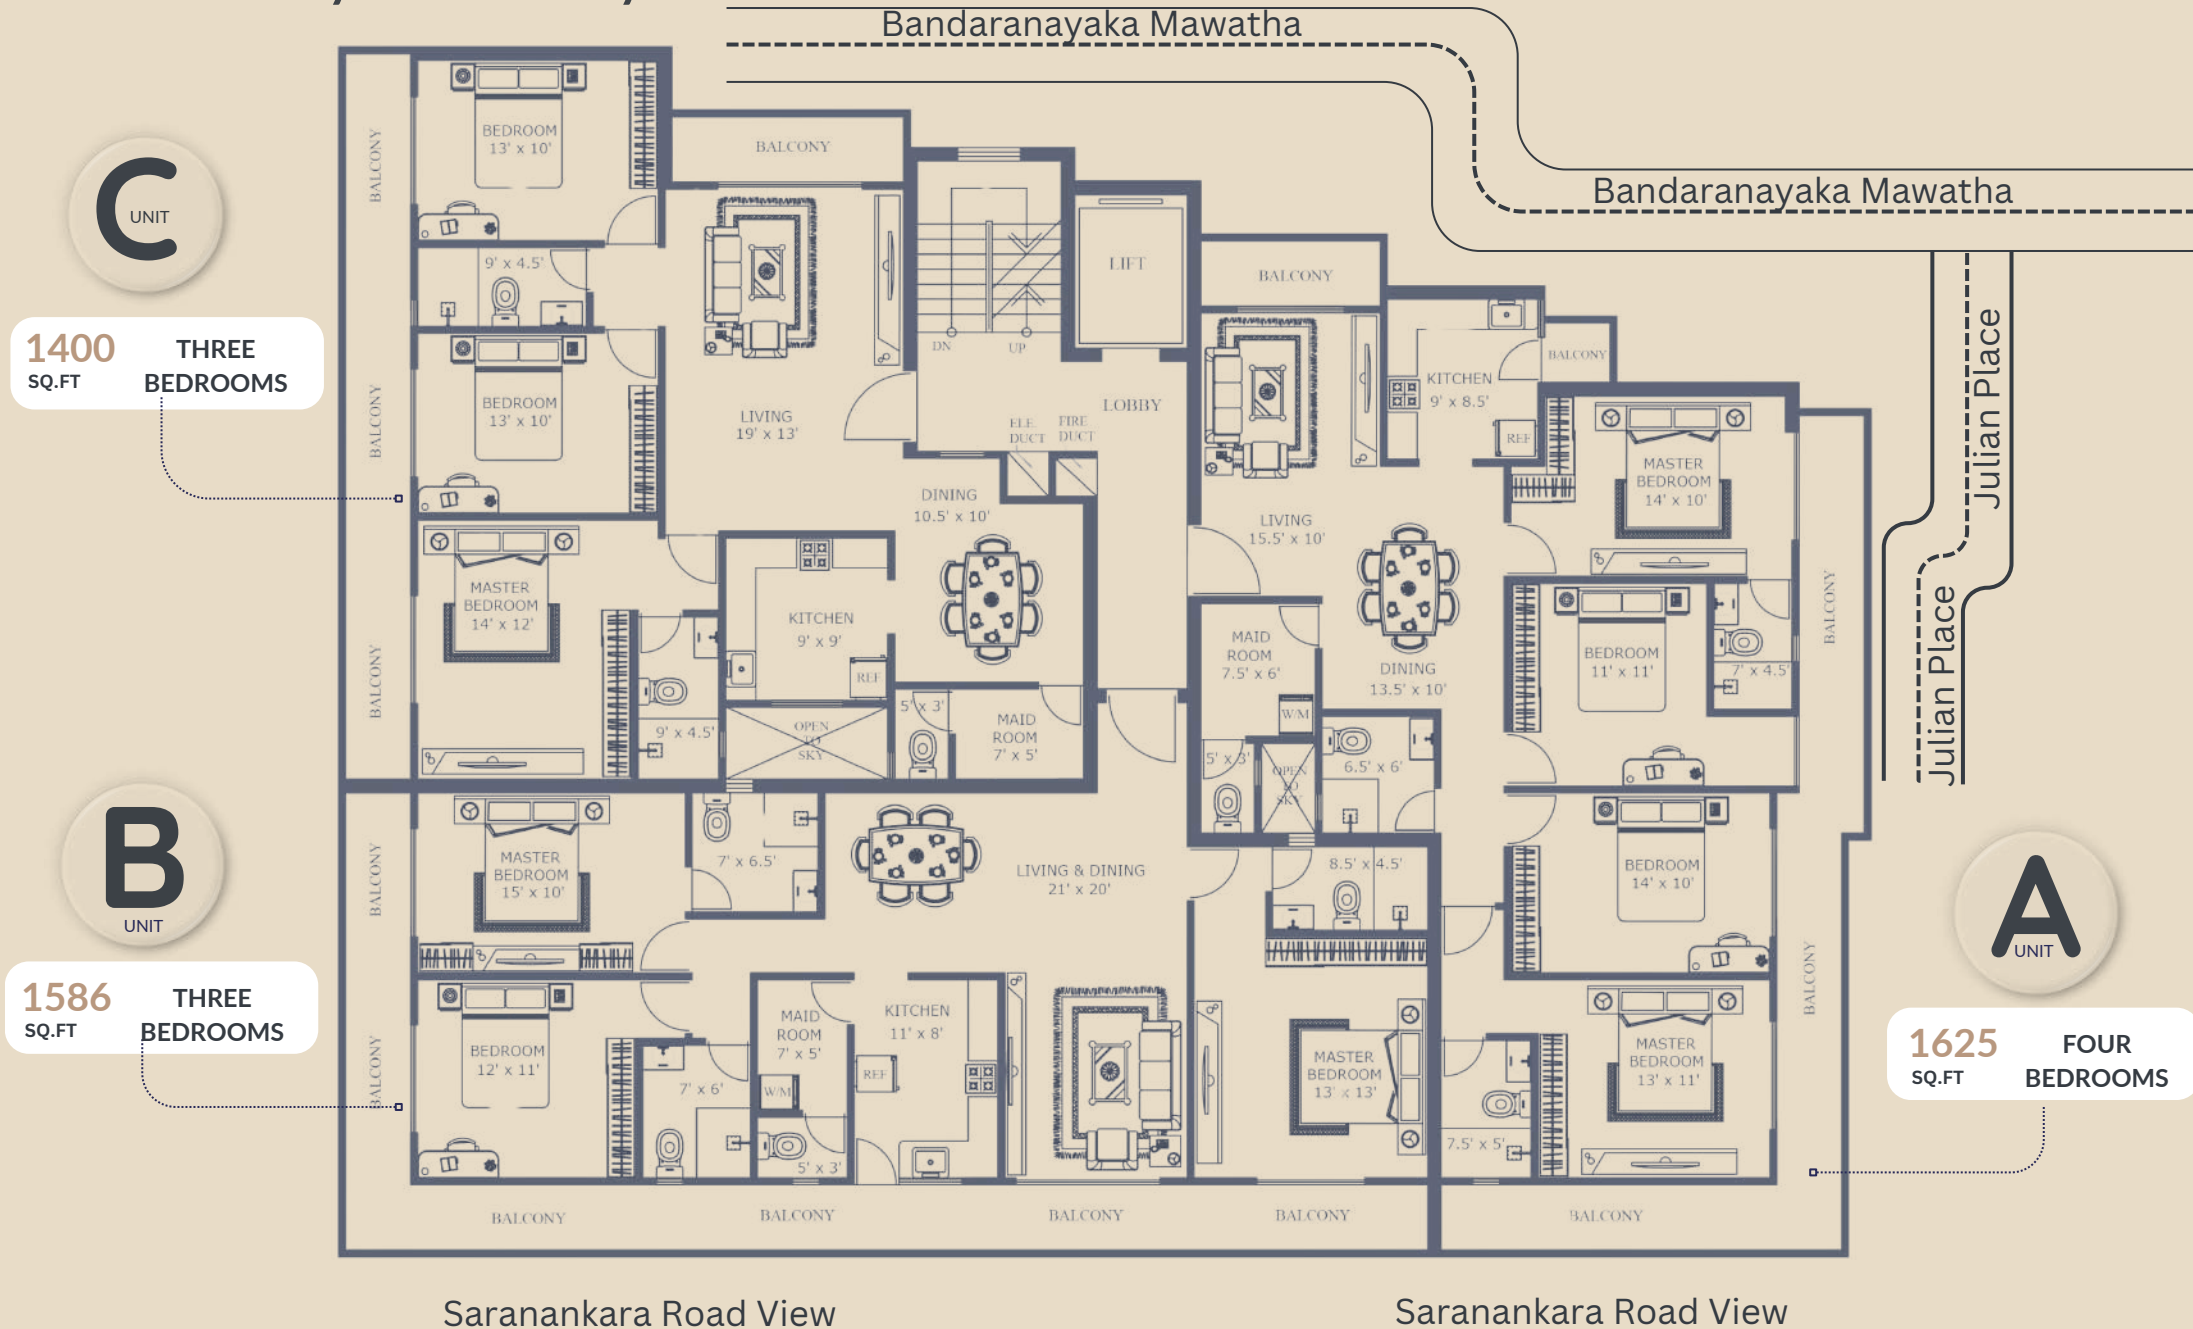 Bandaranayaka Mawatha
Bandaranayaka Mawatha
Julian Place
Julian Place
C
UNIT
1400
SQ.FT
THREE
BEDROOMS
BALCONY
BEDROOM
13' x 10'
9' x 4.5'
BALCONY
BEDROOM
13' x 10'
BALCONY
MASTER
BEDROOM
14' x 12'
9' x 4.5'
BALCONY
LIVING
19' x 13'
DINING
10.5' x 10'
KITCHEN
9' x 9'
REF
OPEN
TO
SKY
5' x 3'
MAID
ROOM
7' x 5'
DN
UP
LIFT
LOBBY
ELE.
DUCT
FIRE
DUCT
BALCONY
KITCHEN
9' x 8.5'
REF
BALCONY
LIVING
15.5' x 10'
MASTER
BEDROOM
14' x 10'
BALCONY
MAID
ROOM
7.5' x 6'
W/M
DINING
13.5' x 10'
BEDROOM
11' x 11'
7' x 4.5'
5' x 3'
OPEN
TO
SKY
6.5' x 6'
BEDROOM
14' x 10'
BALCONY
MASTER
BEDROOM
13' x 11'
7.5' x 5'
BALCONY
A
UNIT
1625
SQ.FT
FOUR
BEDROOMS
B
UNIT
1586
SQ.FT
THREE
BEDROOMS
BALCONY
MASTER
BEDROOM
15' x 10'
7' x 6.5'
LIVING & DINING
21' x 20'
8.5' x 4.5'
BALCONY
BEDROOM
12' x 11'
7' x 6'
MAID
ROOM
7' x 5'
W/M
5' x 3'
KITCHEN
11' x 8'
REF
MASTER
BEDROOM
13' x 13'
BALCONY
BALCONY
BALCONY
BALCONY
Saranankara Road View
Saranankara Road View